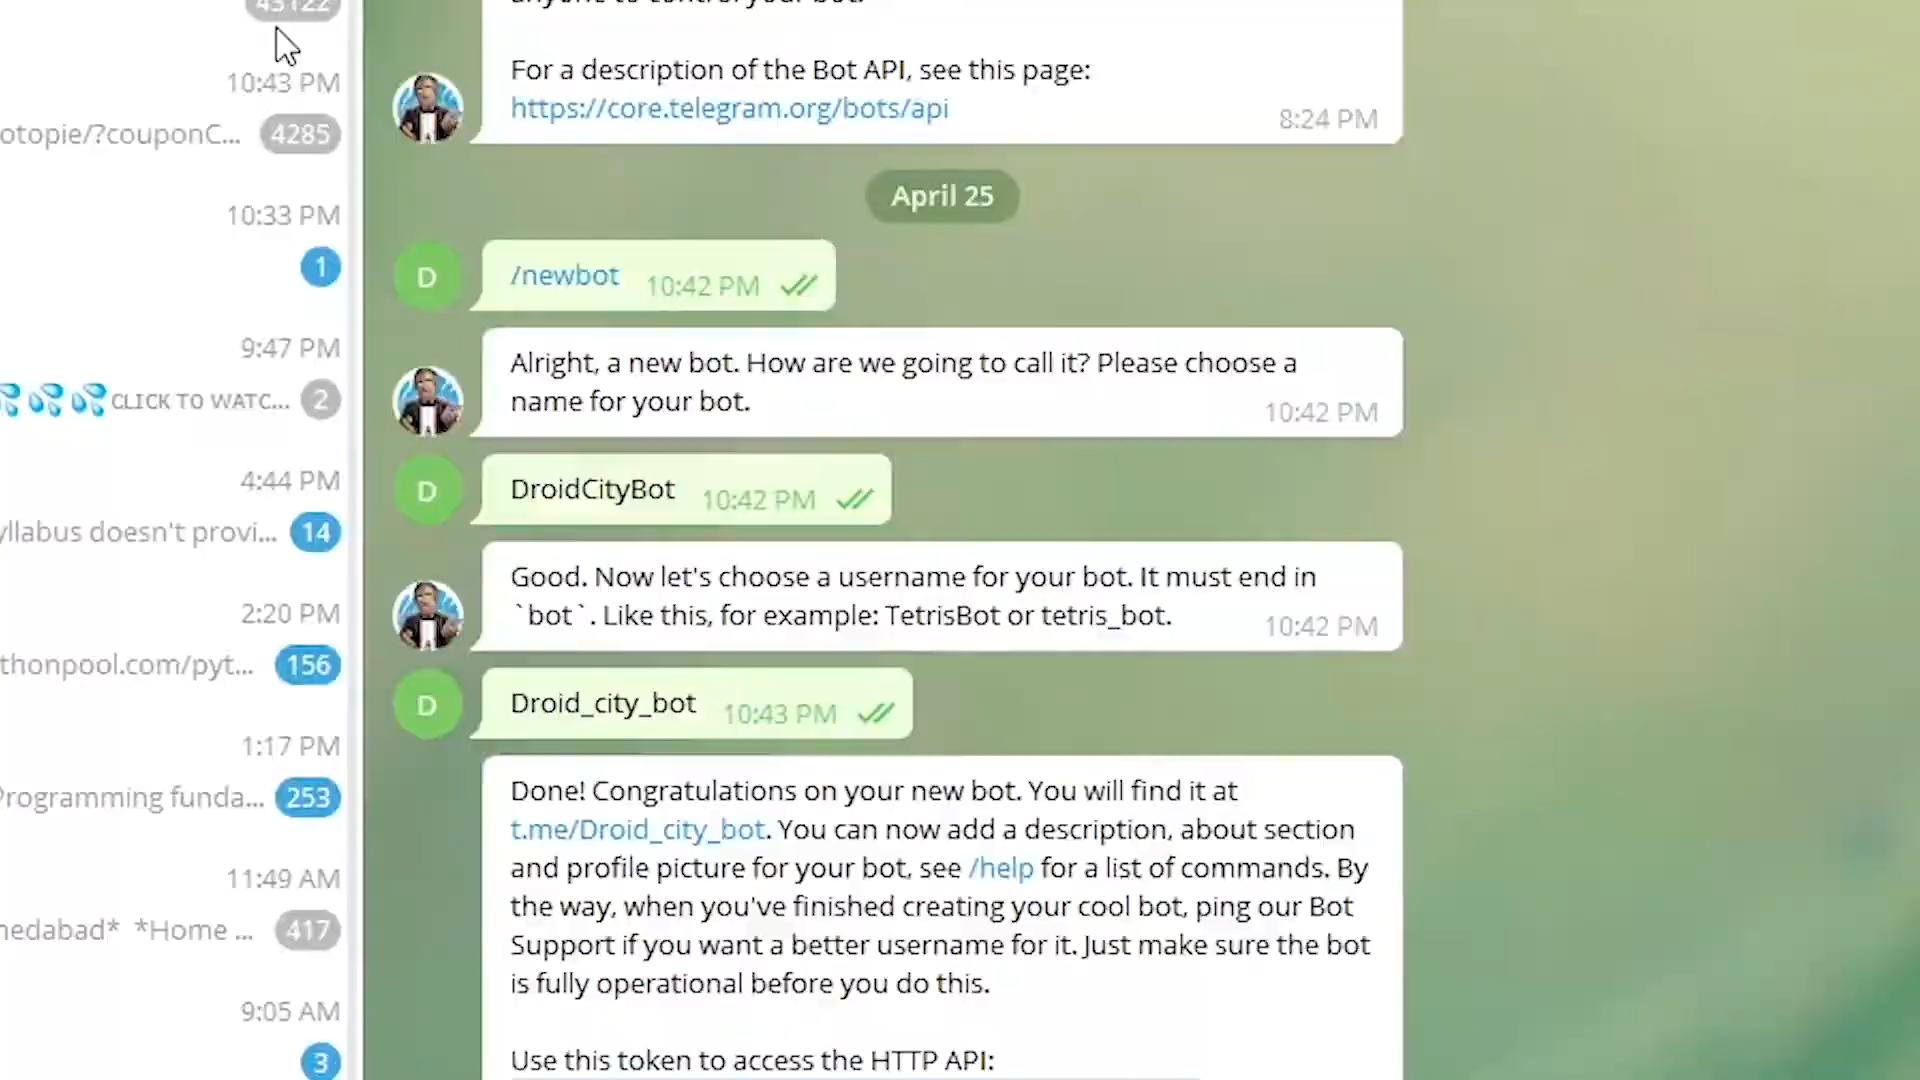 43122
10:43 PM
otopie/?couponC... 4285
10:33 PM
1
9:47 PM
CLICK TO WATC... 2
4:44 PM
yllabus doesn't provi... 14
2:20 PM
thonpool.com/pyt... 156
1:17 PM
Programming funda... 253
11:49 AM
nedabad* *Home ... 417
9:05 AM
3
anyone to control your bot.
For a description of the Bot API, see this page:
https://core.telegram.org/bots/api
8:24 PM
April 25
D
/newbot 10:42 PM
Alright, a new bot. How are we going to call it? Please choose a
name for your bot.
10:42 PM
D
DroidCityBot 10:42 PM
Good. Now let's choose a username for your bot. It must end in
`bot`. Like this, for example: TetrisBot or tetris_bot.
10:42 PM
D
Droid_city_bot 10:43 PM
Done! Congratulations on your new bot. You will find it at
t.me/Droid_city_bot. You can now add a description, about section
and profile picture for your bot, see /help for a list of commands. By
the way, when you've finished creating your cool bot, ping our Bot
Support if you want a better username for it. Just make sure the bot
is fully operational before you do this.
Use this token to access the HTTP API: